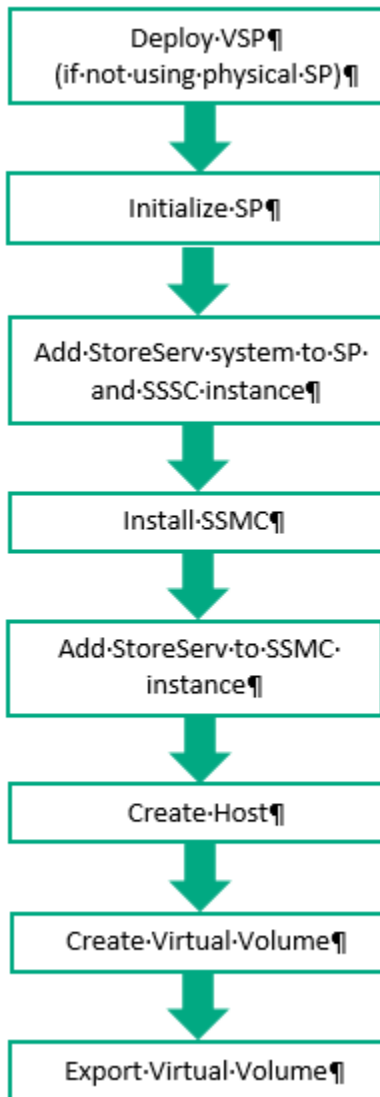 Deploy·VSP¶
(if·not·using·physical·SP)¶
Initialize·SP¶
Add·StoreServ·system·to·SP·
and·SSSC·instance¶
Install·SSMC¶
Add·StoreServ·to·SSMC·
instance¶
Create·Host¶
Create·Virtual·Volume¶
Export·Virtual·Volume¶